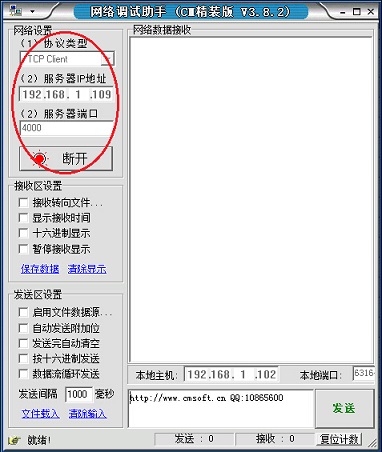 网络调试助手 (C■精装版 V3.8.2)
网络设置
(1) 协议类型
TCP Client
(2) 服务器IP地址
192.168. 1 .109
(2) 服务器端口
4000
断开
接收区设置
接收转向文件...
显示接收时间
十六进制显示
暂停接收显示
保存数据 清除显示
发送区设置
启用文件数据源...
自动发送附加位
发送完自动清空
按十六进制发送
数据流循环发送
发送间隔 1000 毫秒
文件载入 清除输入
网络数据接收
本地主机: 192.168. 1 .102 本地端口: 6316
http://www.cmsoft.cn QQ:10865600
发送
就绪! 发送 : 0 接收 : 0 复位计数